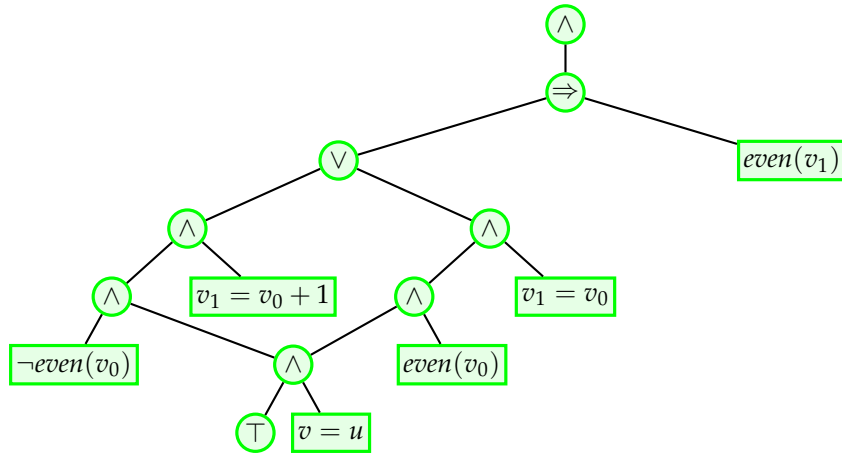 ∧
⇒
∨
even(v₁)
∧
∧
∧
v₁ = v₀ + 1
∧
v₁ = v₀
¬even(v₀)
∧
even(v₀)
⊤
v = u